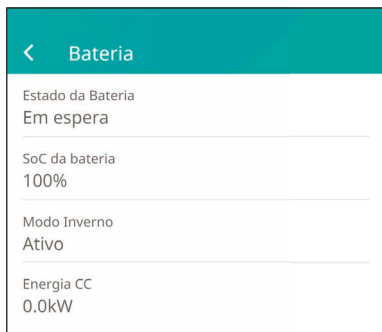 Bateria
Estado da Bateria
Em espera
SoC da bateria
100%
Modo Inverno
Ativo
Energia CC
0.0kW